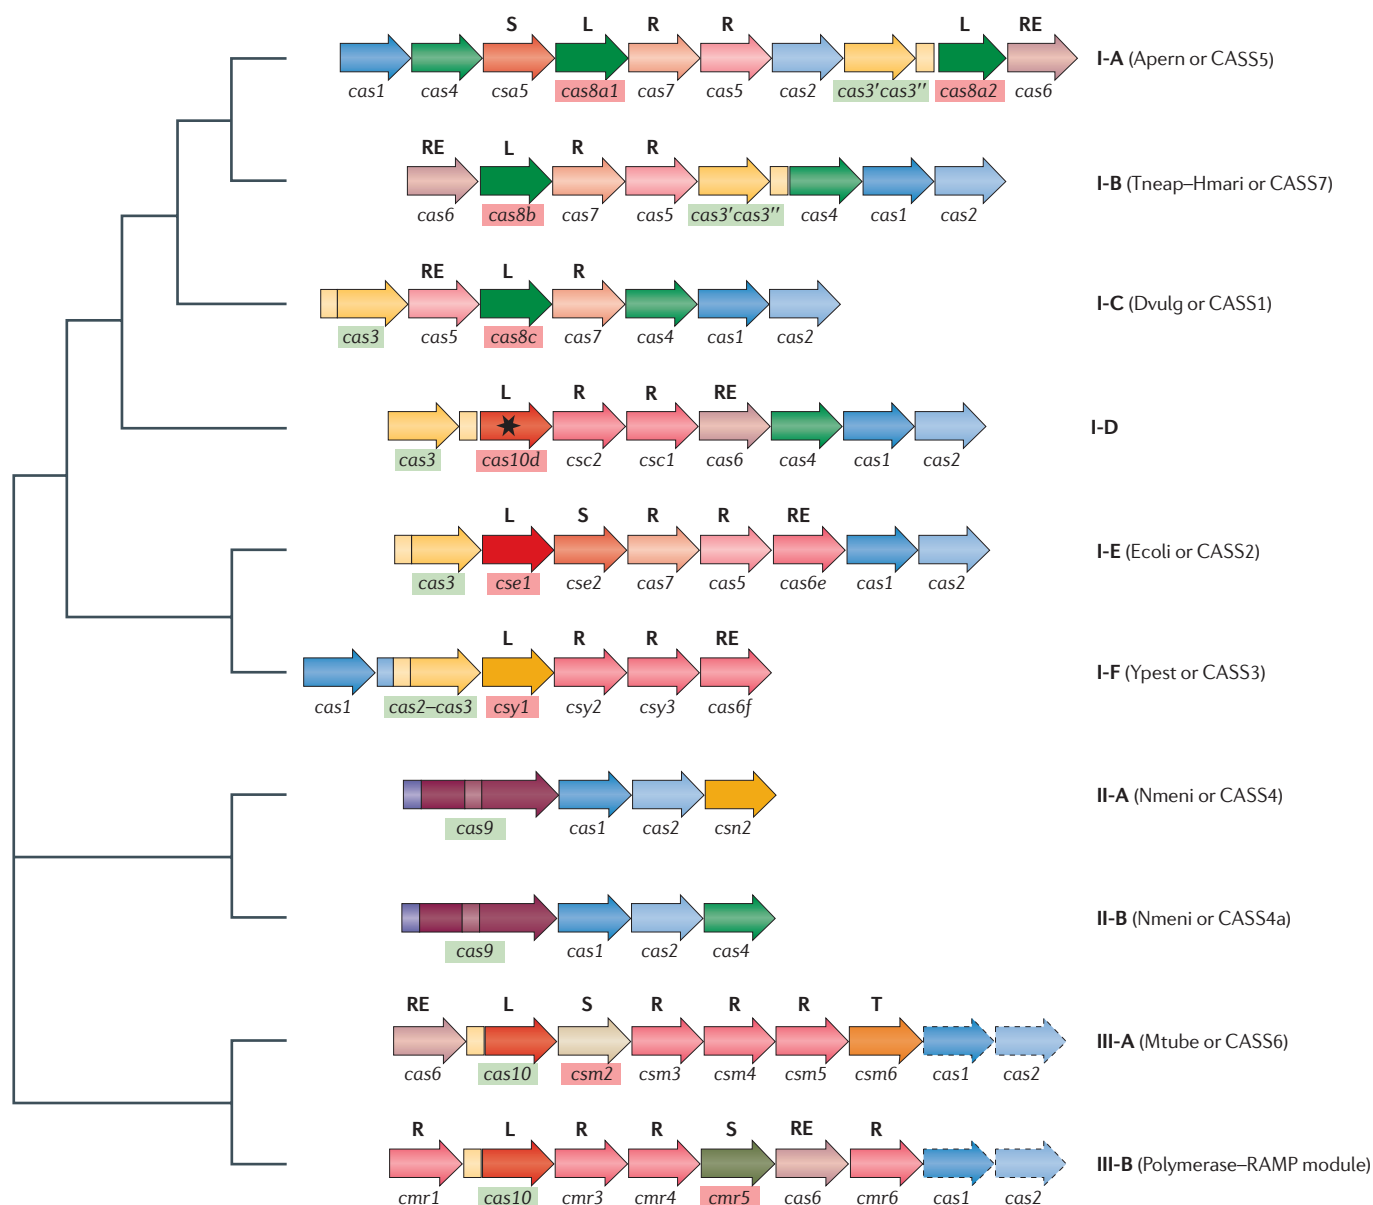 S L R R L RE
I-A (Apern or CASS5)
cas1 cas4 csa5 cas8a1 cas7 cas5 cas2 cas3′cas3″ cas8a2 cas6
RE L R R
I-B (Tneap–Hmari or CASS7)
cas6 cas8b cas7 cas5 cas3′cas3″ cas4 cas1 cas2
RE L R
I-C (Dvulg or CASS1)
cas3 cas5 cas8c cas7 cas4 cas1 cas2
L R R RE
I-D
cas3 cas10d csc2 csc1 cas6 cas4 cas1 cas2
L S R R RE
I-E (Ecoli or CASS2)
cas3 cse1 cse2 cas7 cas5 cas6e cas1 cas2
L R R RE
I-F (Ypest or CASS3)
cas1 cas2–cas3 csy1 csy2 csy3 cas6f
II-A (Nmeni or CASS4)
cas9 cas1 cas2 csn2
II-B (Nmeni or CASS4a)
cas9 cas1 cas2 cas4
RE L S R R R T
III-A (Mtube or CASS6)
cas6 cas10 csm2 csm3 csm4 csm5 csm6 cas1 cas2
R L R R S RE R
III-B (Polymerase–RAMP module)
cmr1 cas10 cmr3 cmr4 cmr5 cas6 cmr6 cas1 cas2